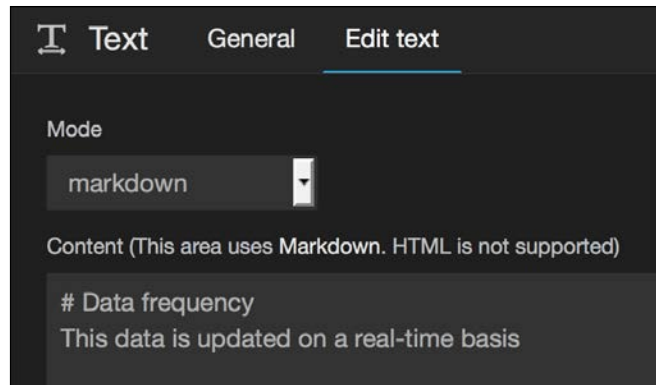 Text General Edit text
Mode
markdown
Content (This area uses Markdown. HTML is not supported)
# Data frequency
This data is updated on a real-time basis